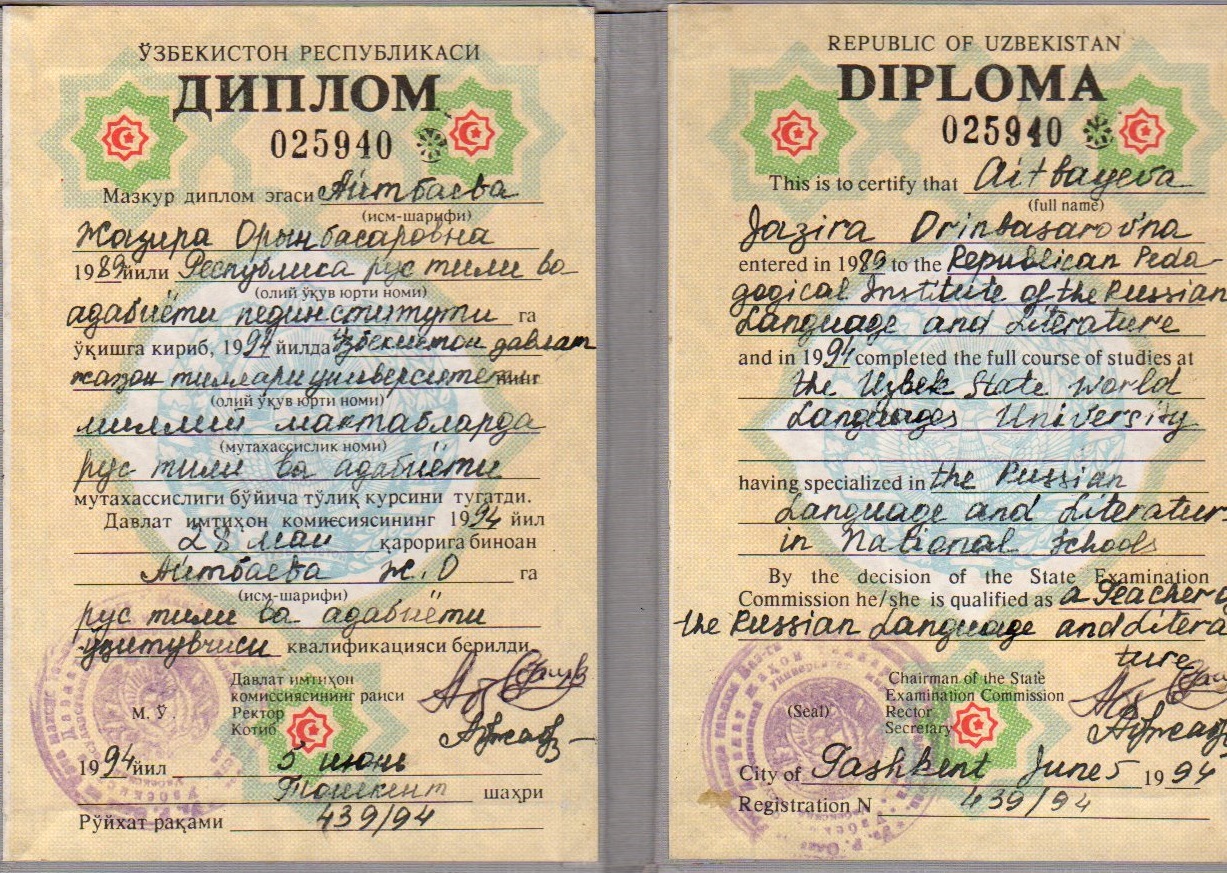 ЎЗБЕКИСТОН РЕСПУБЛИКАСИ
ДИПЛОМ
025940
Мазкур диплом эгаси Айтбаева
(исм-шарифи)
Жазира Орынбасаровна
1989 йили Республика рус тили ва
(олий ўқув юрти номи)
адабиёти пединститути га
ўқишга кириб, 1994 йилда Ўзбекистон давлат
жаҳон тиллари университети нинг
(олий ўқув юрти номи)
миллий мактабларда
(мутахассислик номи)
рус тили ва адабиёти
мутахассислиги бўйича тўлиқ курсини тугатди.
Давлат имтиҳон комиссиясининг 1994 йил
28 май қарорига биноан
Айтбаева Ж.О га
(исм-шарифи)
рус тили ва адабиёти
ўқитувчиси квалификацияси берилди.
Давлат имтиҳон
комиссиясининг раиси
М. Ў. Ректор
Котиб
1994 йил 5 июнь
Тошкент шаҳри
Рўйхат рақами 439/94
REPUBLIC OF UZBEKISTAN
DIPLOMA
025940
This is to certify that Aitbayeva
(full name)
Jazira Orinbasarovna
entered in 1989 to the Republican Peda-
gogical Institute of the Russian
Language and Literature
and in 1994 completed the full course of studies at
the Uzbek State World
Languages University
having specialized in the Russian
Language and Literatur
in National Schools
By the decision of the State Examination
Commission he/she is qualified as a Teacher o
the Russian Language and Litera
ture
Chairman of the State
Examination Commission
(Seal) Rector
Secretary
City of Tashkent June 5 1994
Registration N 439/94